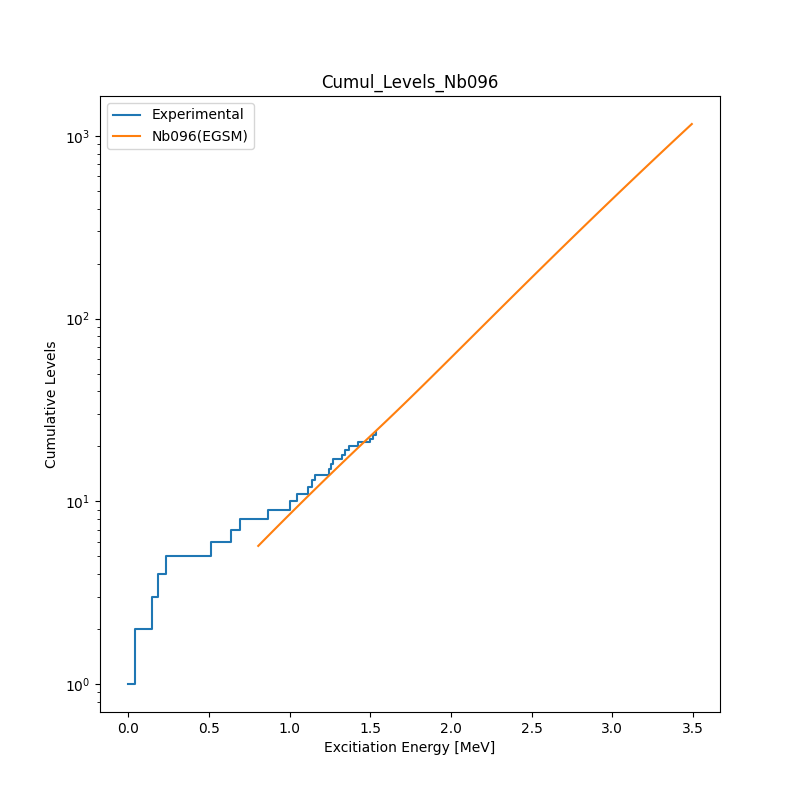 Cumul_Levels_Nb096
Experimental
Nb096(EGSM)
10³
10²
10¹
10⁰
Cumulative Levels
0.0 0.5 1.0 1.5 2.0 2.5 3.0 3.5
Excitiation Energy [MeV]